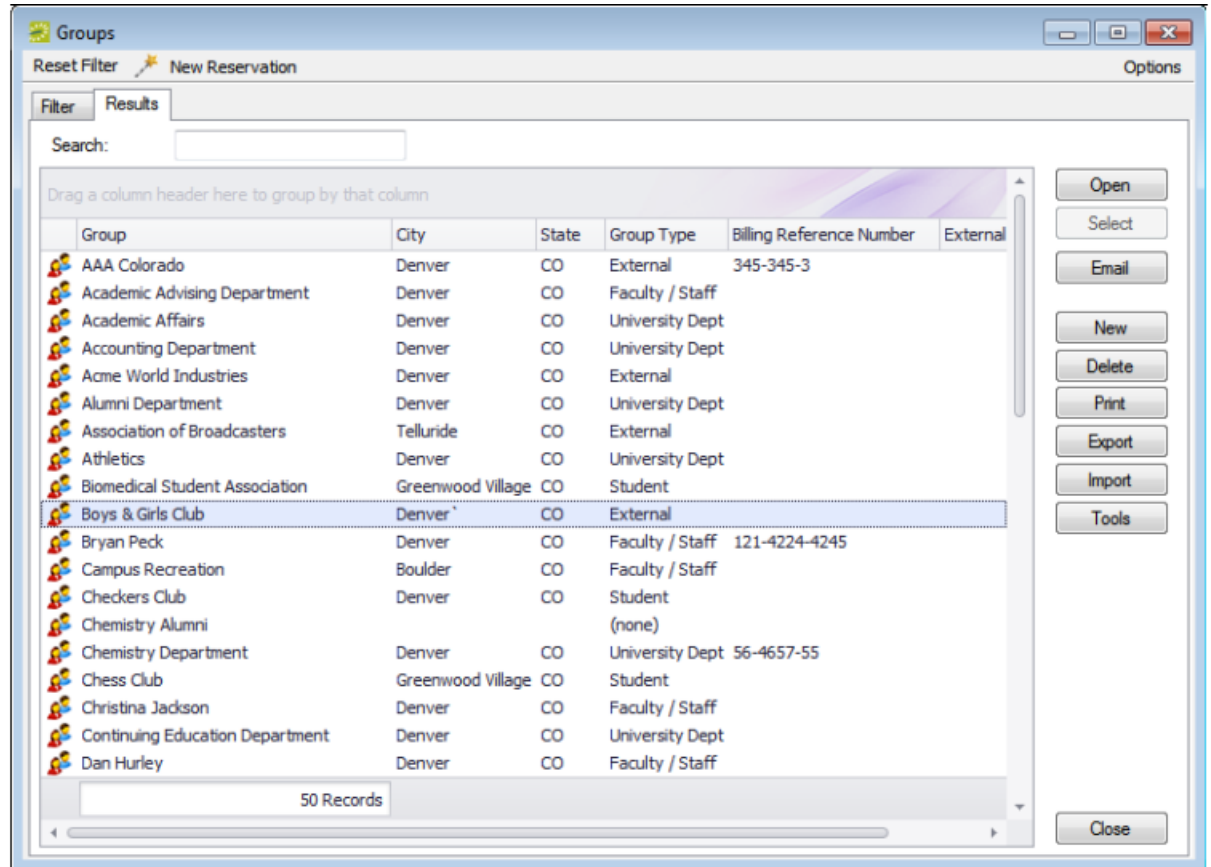 Groups
Reset Filter New Reservation Options
Filter Results
Search:
Drag a column header here to group by that column
Group City State Group Type Billing Reference Number External
AAA Colorado Denver CO External 345-345-3
Academic Advising Department Denver CO Faculty / Staff
Academic Affairs Denver CO University Dept
Accounting Department Denver CO University Dept
Acme World Industries Denver CO External
Alumni Department Denver CO University Dept
Association of Broadcasters Telluride CO External
Athletics Denver CO University Dept
Biomedical Student Association Greenwood Village CO Student
Boys & Girls Club Denver` CO External
Bryan Peck Denver CO Faculty / Staff 121-4224-4245
Campus Recreation Boulder CO Faculty / Staff
Checkers Club Denver CO Student
Chemistry Alumni (none)
Chemistry Department Denver CO University Dept 56-4657-55
Chess Club Greenwood Village CO Student
Christina Jackson Denver CO Faculty / Staff
Continuing Education Department Denver CO University Dept
Dan Hurley Denver CO Faculty / Staff
50 Records
Open
Select
Email
New
Delete
Print
Export
Import
Tools
Close